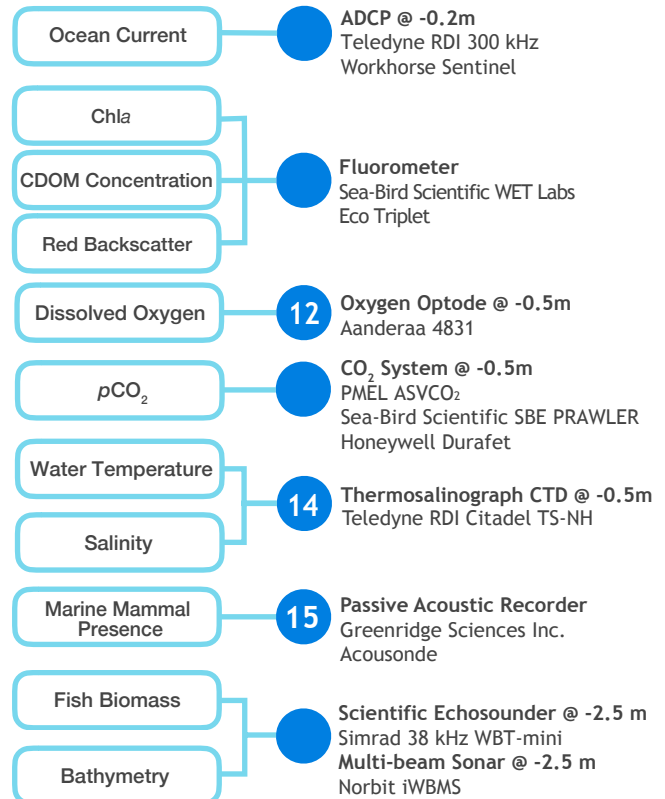 Ocean Current
ADCP @ -0.2m
Teledyne RDI 300 kHz
Workhorse Sentinel
Chla
CDOM Concentration
Red Backscatter
Fluorometer
Sea-Bird Scientific WET Labs
Eco Triplet
Dissolved Oxygen
12
Oxygen Optode @ -0.5m
Aanderaa 4831
pCO₂
CO₂ System @ -0.5m
PMEL ASVCO₂
Sea-Bird Scientific SBE PRAWLER
Honeywell Durafet
Water Temperature
Salinity
14
Thermosalinograph CTD @ -0.5m
Teledyne RDI Citadel TS-NH
Marine Mammal
Presence
15
Passive Acoustic Recorder
Greenridge Sciences Inc.
Acousonde
Fish Biomass
Bathymetry
Scientific Echosounder @ -2.5 m
Simrad 38 kHz WBT-mini
Multi-beam Sonar @ -2.5 m
Norbit iWBMS